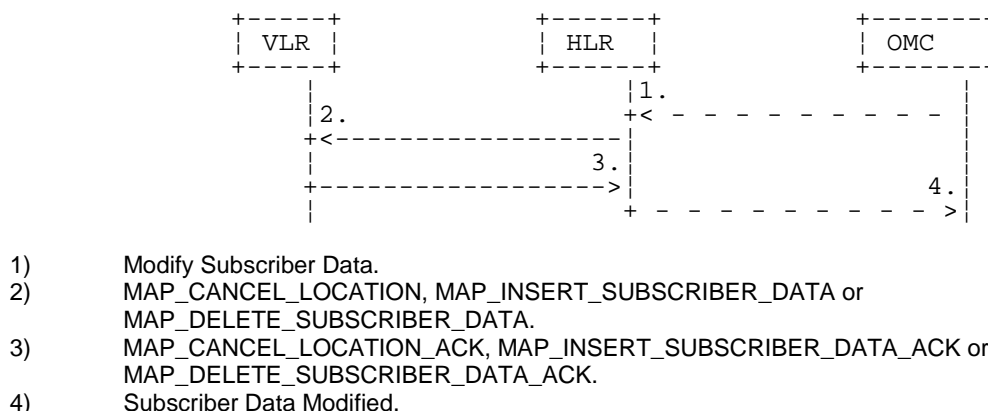 VLR HLR OMC
1.
2.
3.
4.
1) Modify Subscriber Data.
2) MAP_CANCEL_LOCATION, MAP_INSERT_SUBSCRIBER_DATA or
MAP_DELETE_SUBSCRIBER_DATA.
3) MAP_CANCEL_LOCATION_ACK, MAP_INSERT_SUBSCRIBER_DATA_ACK or
MAP_DELETE_SUBSCRIBER_DATA_ACK.
4) Subscriber Data Modified.